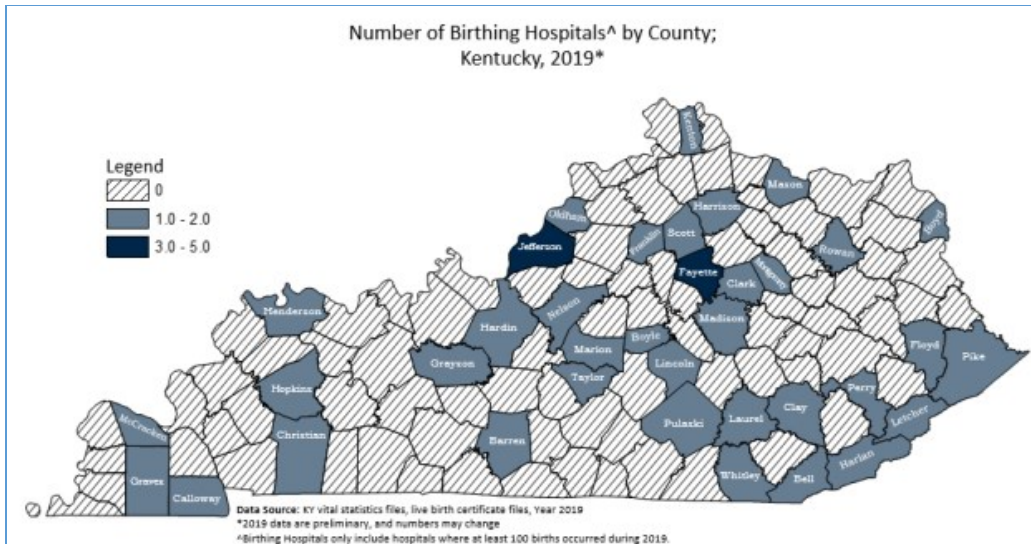 Number of Birthing Hospitals^ by County;
Kentucky, 2019*
Legend
0
1.0 - 2.0
3.0 - 5.0
Kenton
Mason
Boyd
Oldham
Harrison
Franklin
Scott
Rowan
Jefferson
Fayette
Clark
Henderson
Nelson
Madison
Hardin
Boyle
Floyd
Pike
Grayson
Marion
Lincoln
Hopkins
Taylor
Perry
McCracken
Christian
Barren
Pulaski
Laurel
Clay
Letcher
Graves
Calloway
Whitley
Bell
Harlan
Data Source: KY vital statistics files, live birth certificate files, Year 2019
*2019 data are preliminary, and numbers may change
^Birthing Hospitals only include hospitals where at least 100 births occurred during 2019.